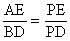 AE/BD = PE/PD